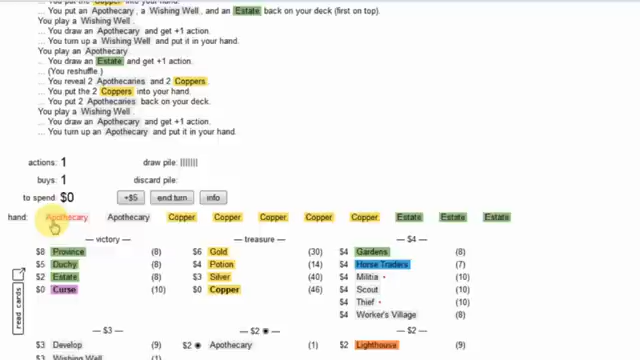 ... You put the Copper into your hand.
... You put an Apothecary, a Wishing Well, and an Estate back on your deck (first on top).
You play a Wishing Well.
... You draw an Apothecary and get +1 action.
... You turn up a Wishing Well and put it in your hand.
You play an Apothecary.
... You draw an Estate and get +1 action.
... (You reshuffle.)
... You reveal 2 Apothecaries and 2 Coppers.
... You put the 2 Coppers into your hand.
... You put 2 Apothecaries back on your deck.
You play a Wishing Well.
... You draw an Apothecary and get +1 action.
... You turn up an Apothecary and put it in your hand.
actions: 1 draw pile: |||||||
buys: 1 discard pile:
to spend: $0 +$5 end turn info
hand: Apothecary Apothecary Copper Copper Copper Copper Copper Estate Estate Estate
— victory — — treasure — — $4 —
$8 Province (8) $6 Gold (30) $4 Gardens (8)
$5 Duchy (8) $4 Potion (14) $4 Horse Traders (7)
$2 Estate (8) $3 Silver (40) $4 Militia • (10)
$0 Curse (10) $0 Copper (46) $4 Scout (10)
$4 Thief • (10)
$4 Worker's Village (8)
read cards
— $3 — — $2 ◉ — — $2 —
$3 Develop (9) $2 ◉ Apothecary (1) $2 Lighthouse (9)
$3 Wishing Well